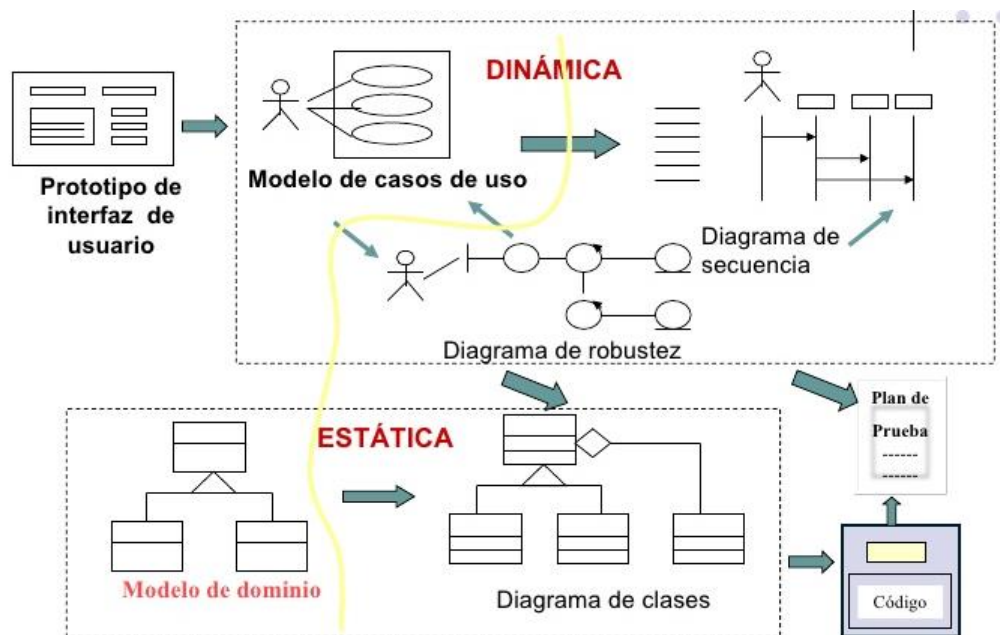 DINÁMICA
Prototipo de
interfaz de
usuario
Modelo de casos de uso
Diagrama de
secuencia
Diagrama de robustez
Plan de
Prueba
------
------
ESTÁTICA
Modelo de dominio
Diagrama de clases
Código